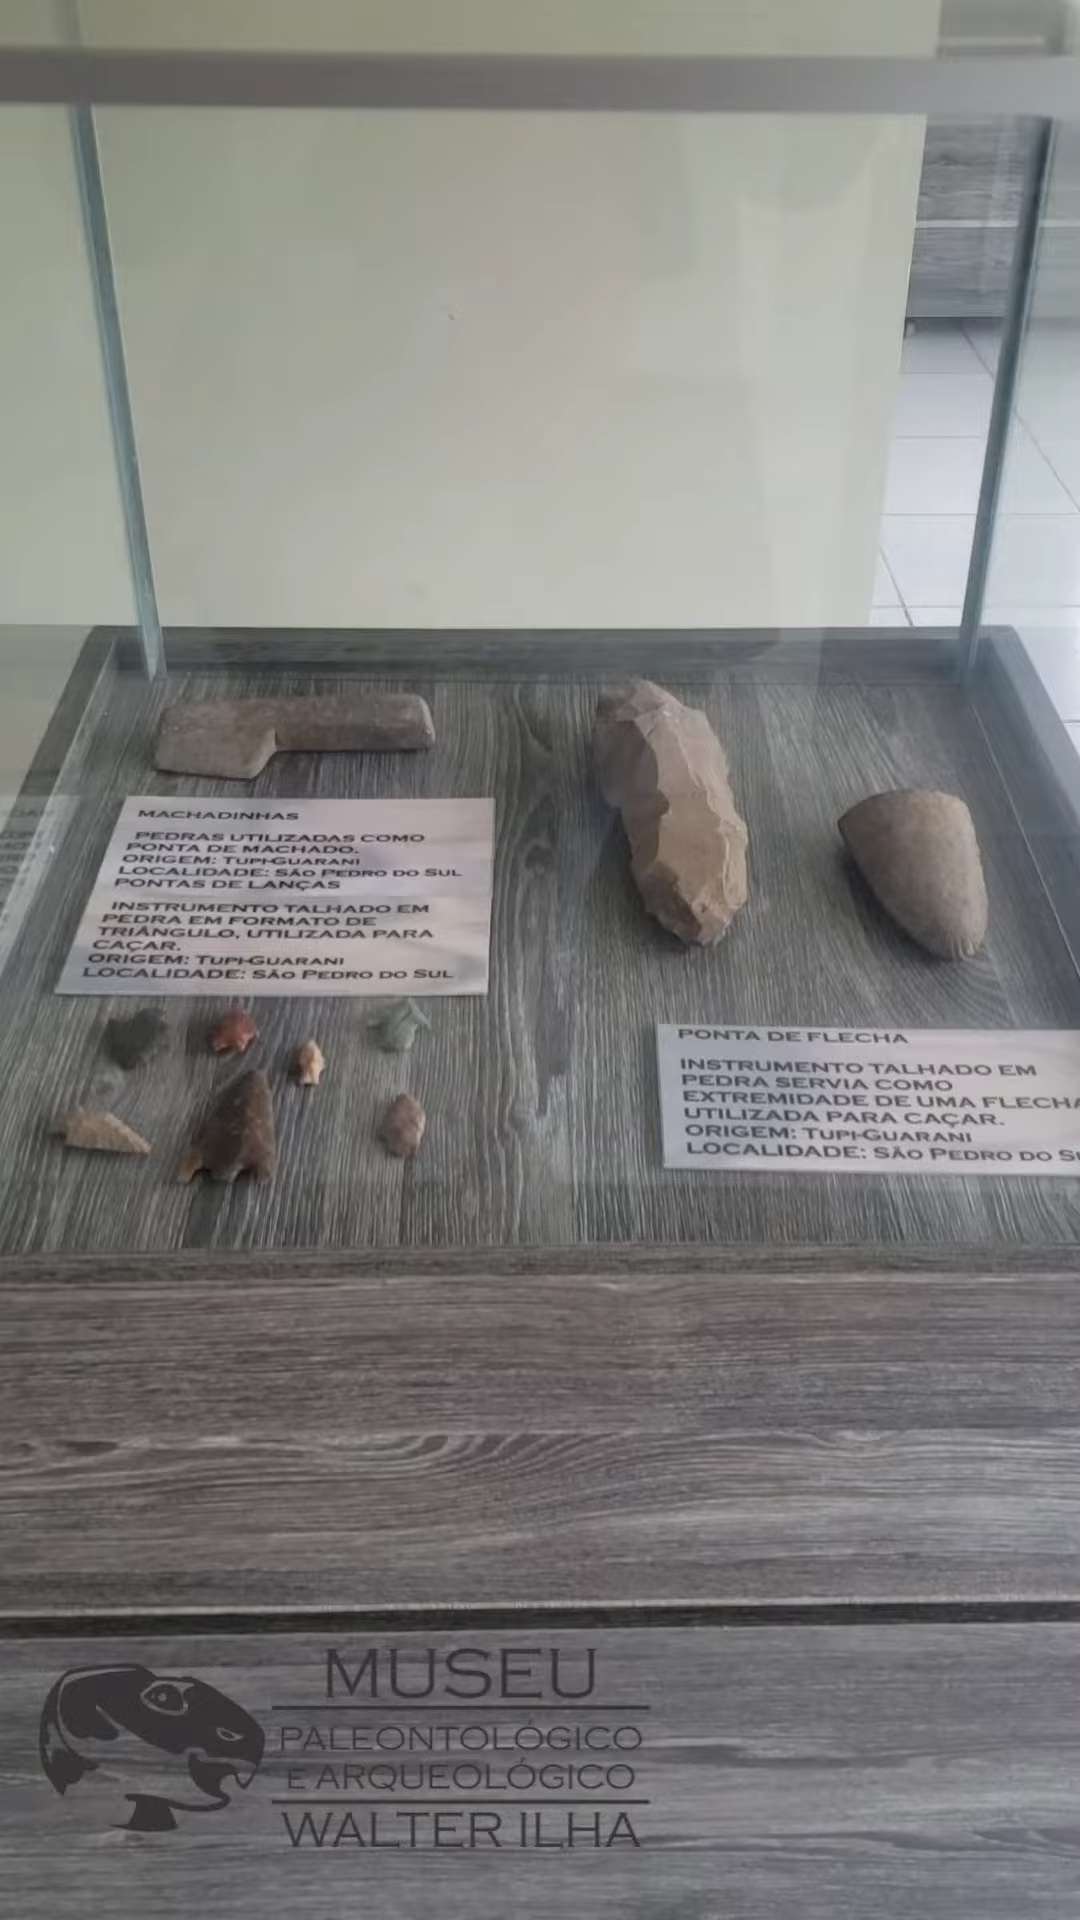 MACHADINHAS
PEDRAS UTILIZADAS COMO
PONTA DE MACHADO.
ORIGEM: TUPI-GUARANI
LOCALIDADE: SÃO PEDRO DO SUL
PONTAS DE LANÇAS
INSTRUMENTO TALHADO EM
PEDRA EM FORMATO DE
TRIÂNGULO, UTILIZADA PARA
CAÇAR.
ORIGEM: TUPI-GUARANI
LOCALIDADE: SÃO PEDRO DO SUL
PONTA DE FLECHA
INSTRUMENTO TALHADO EM
PEDRA SERVIA COMO
EXTREMIDADE DE UMA FLECHA
UTILIZADA PARA CAÇAR.
ORIGEM: TUPI-GUARANI
LOCALIDADE: SÃO PEDRO DO
MUSEU
PALEONTOLÓGICO
E ARQUEOLÓGICO
WALTER ILHA